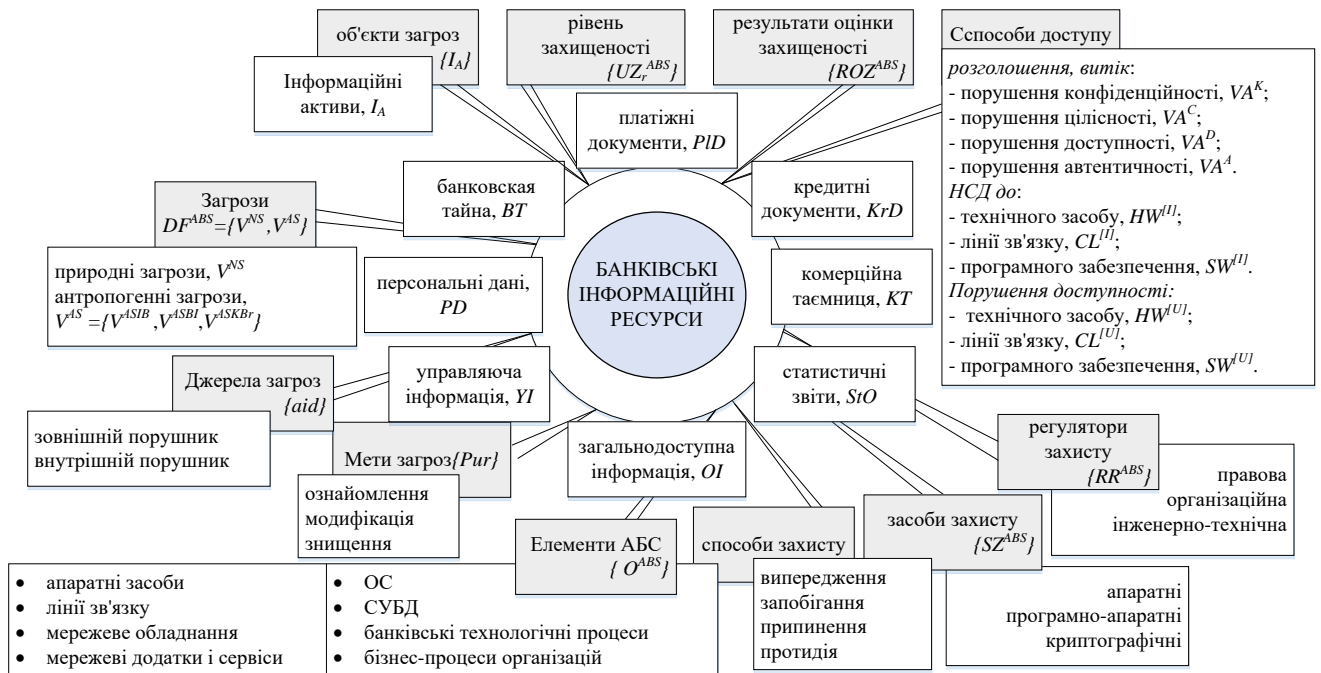 об'єкти загроз
{I_A}
Інформаційні
активи, I_A
рівень
захищеності
{UZ_r^ABS}
результати оцінки
захищеності
{ROZ^ABS}
Сспособи доступу
розголошення, витік:
- порушення конфіденційності, VA^K;
- порушення цілісності, VA^C;
- порушення доступності, VA^D;
- порушення автентичності, VA^A.
НСД до:
- технічного засобу, HW^[I];
- лінії зв'язку, CL^[I];
- програмного забезпечення, SW^[I].
Порушення доступності:
- технічного засобу, HW^[U];
- лінії зв'язку, CL^[U];
- програмного забезпечення, SW^[U].
платіжні
документи, PlD
банковская
тайна, BT
кредитні
документи, KrD
Загрози
DF^ABS={V^NS,V^AS}
природні загрози, V^NS
антропогенні загрози,
V^AS={V^ASIB,V^ASBI,V^ASKBr}
персональні дані,
PD
БАНКІВСЬКІ
ІНФОРМАЦІЙНІ
РЕСУРСИ
комерційна
таємниця, KT
Джерела загроз
{aid}
зовнішній порушник
внутрішній порушник
управляюча
інформація, YI
статистичні
звіти, StO
Мети загроз{Pur}
ознайомлення
модифікація
знищення
загальнодоступна
інформація, OI
регулятори
захисту
{RR^ABS}
правова
організаційна
інженерно-технічна
Елементи АБС
{ O^ABS}
• апаратні засоби
• лінії зв'язку
• мережеве обладнання
• мережеві додатки і сервіси
• ОС
• СУБД
• банківські технологічні процеси
• бізнес-процеси організацій
способи захисту
випередження
запобігання
припинення
протидія
засоби захисту
{SZ^ABS}
апаратні
програмно-апаратні
криптографічні